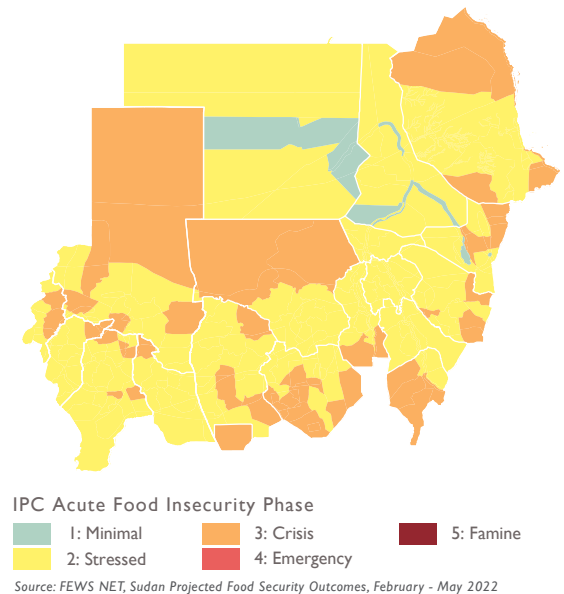 IPC Acute Food Insecurity Phase
1: Minimal
3: Crisis
5: Famine
2: Stressed
4: Emergency
Source: FEWS NET, Sudan Projected Food Security Outcomes, February - May 2022